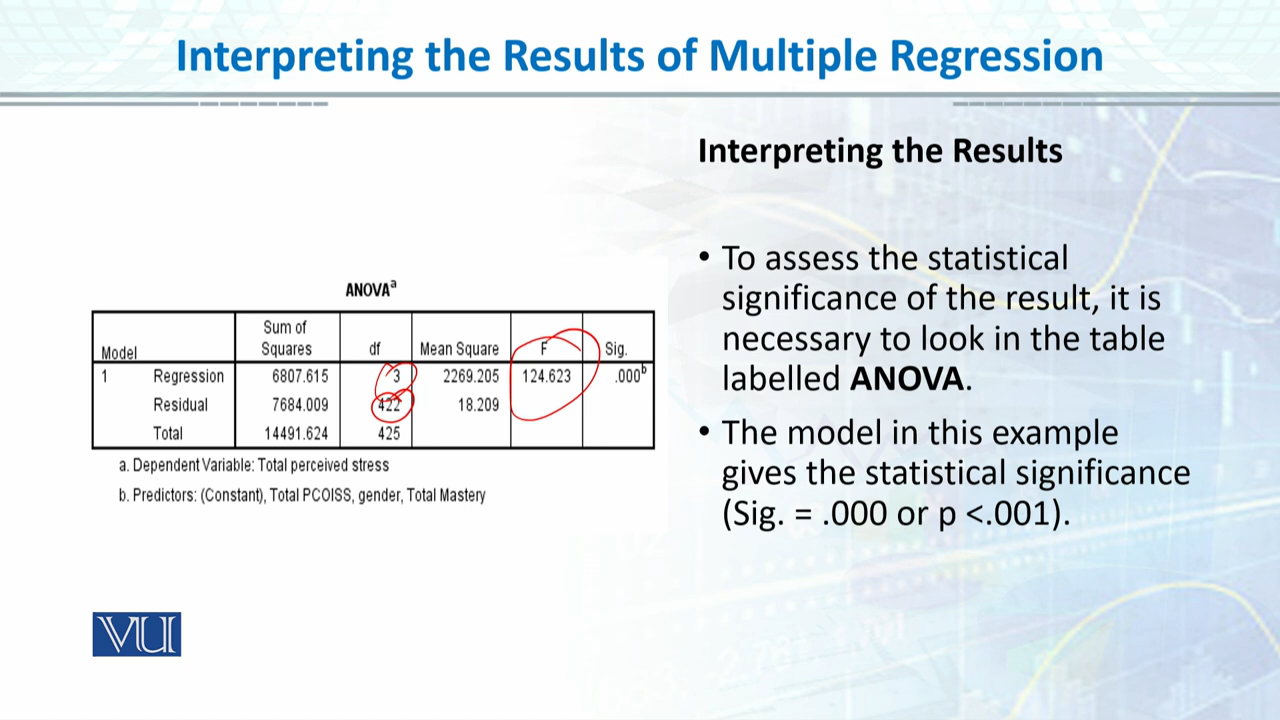 Interpreting the Results of Multiple Regression
Interpreting the Results
• To assess the statistical
significance of the result, it is
necessary to look in the table
labelled ANOVA.
• The model in this example
gives the statistical significance
(Sig. = .000 or p <.001).
ANOVAa
Model Sum of Squares df Mean Square F Sig.
1 Regression 6807.615 3 2269.205 124.623 .000b
Residual 7684.009 422 18.209
Total 14491.624 425
a. Dependent Variable: Total perceived stress
b. Predictors: (Constant), Total PCOISS, gender, Total Mastery
VU